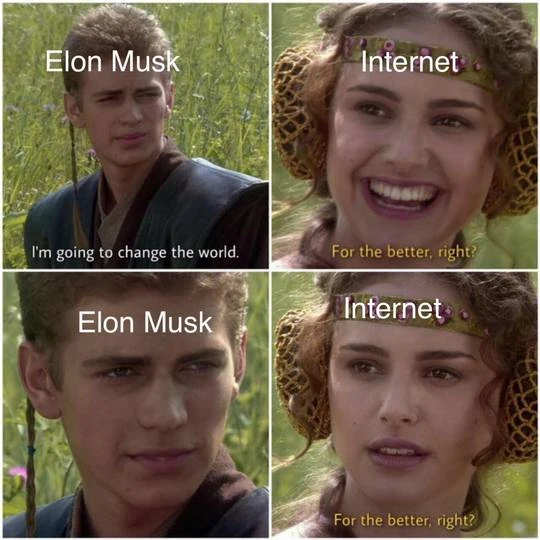 Elon Musk
I'm going to change the world.
Internet
For the better, right?
Elon Musk
Internet
For the better, right?